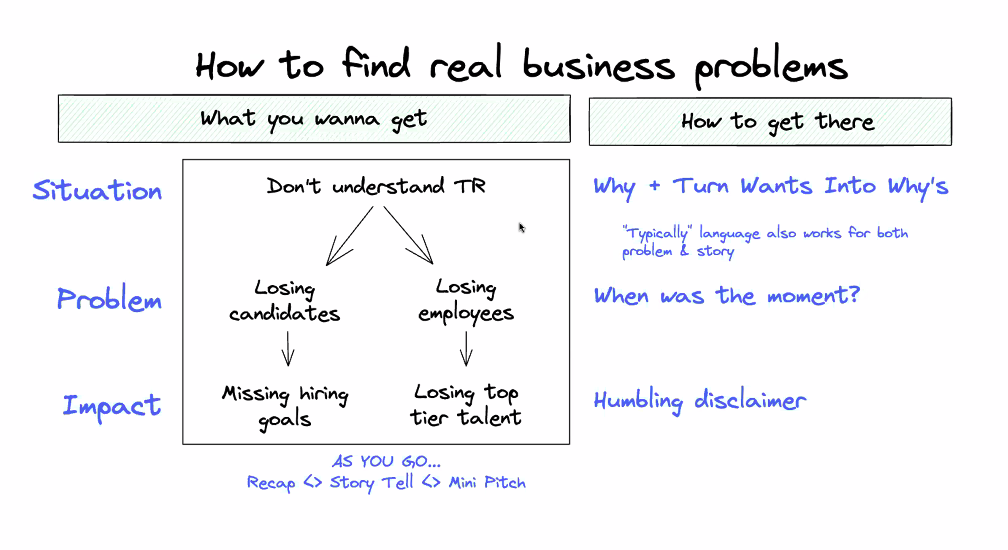 How to find real business problems
What you wanna get
How to get there
Situation
Don't understand TR
Why + Turn Wants Into Why's
"Typically" language also works for both
problem & story
Problem
Losing
candidates
Losing
employees
When was the moment?
Impact
Missing hiring
goals
Losing top
tier talent
Humbling disclaimer
AS YOU GO...
Recap <> Story Tell <> Mini Pitch